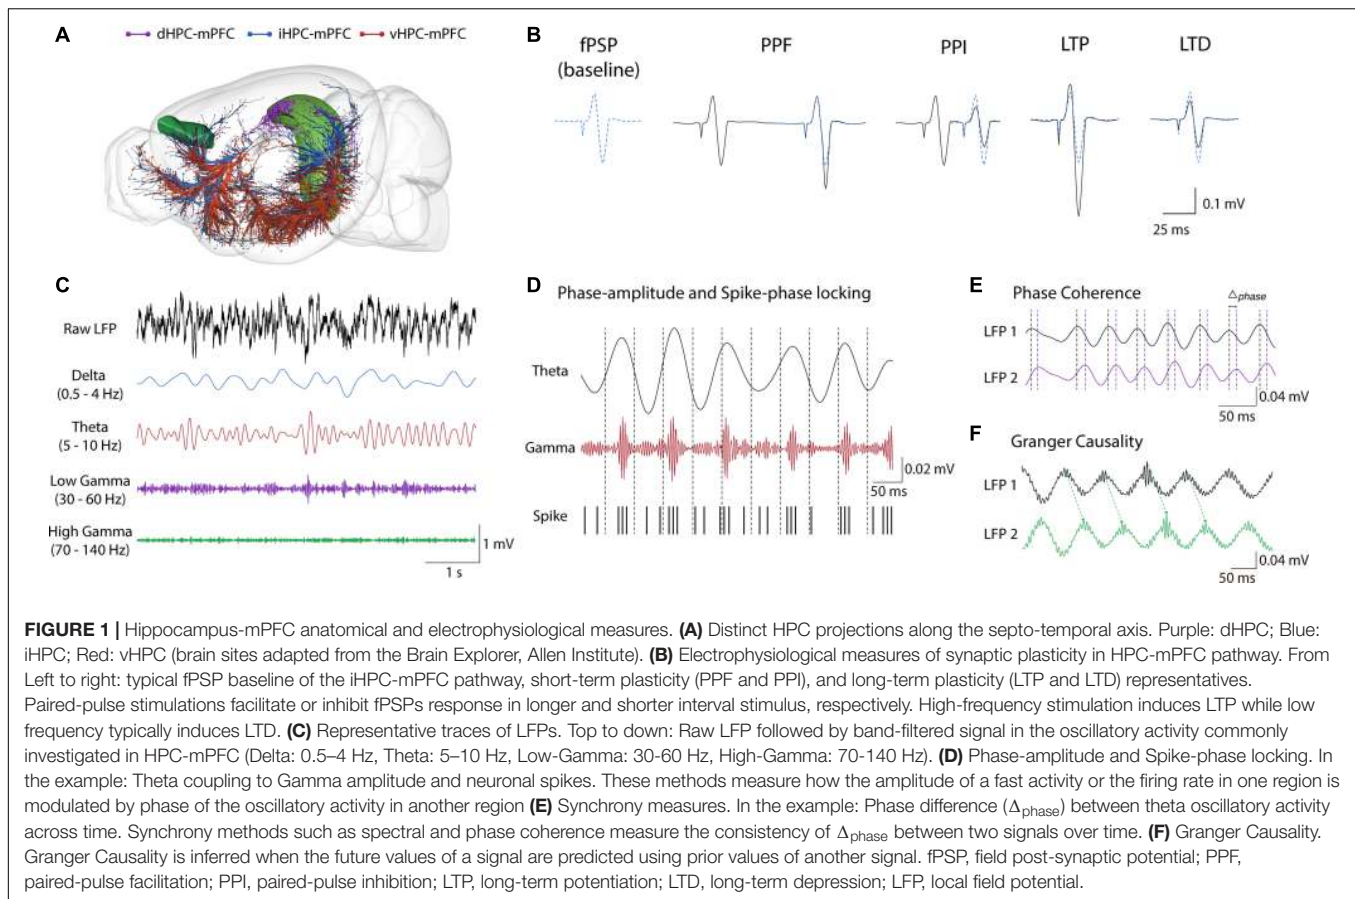 A
dHPC-mPFC iHPC-mPFC vHPC-mPFC
B
fPSP
(baseline)
PPF
PPI
LTP
LTD
0.1 mV
25 ms
C
Raw LFP
Delta
(0.5 - 4 Hz)
Theta
(5 - 10 Hz)
Low Gamma
(30 - 60 Hz)
High Gamma
(70 - 140 Hz)
1 mV
1 s
D
Phase-amplitude and Spike-phase locking
Theta
Gamma
0.02 mV
50 ms
Spike
E
Phase Coherence
Δphase
LFP 1
LFP 2
0.04 mV
50 ms
F
Granger Causality
LFP 1
LFP 2
0.04 mV
50 ms
FIGURE 1 | Hippocampus-mPFC anatomical and electrophysiological measures. (A) Distinct HPC projections along the septo-temporal axis. Purple: dHPC; Blue:
iHPC; Red: vHPC (brain sites adapted from the Brain Explorer, Allen Institute). (B) Electrophysiological measures of synaptic plasticity in HPC-mPFC pathway. From
Left to right: typical fPSP baseline of the iHPC-mPFC pathway, short-term plasticity (PPF and PPI), and long-term plasticity (LTP and LTD) representatives.
Paired-pulse stimulations facilitate or inhibit fPSPs response in longer and shorter interval stimulus, respectively. High-frequency stimulation induces LTP while low
frequency typically induces LTD. (C) Representative traces of LFPs. Top to down: Raw LFP followed by band-filtered signal in the oscillatory activity commonly
investigated in HPC-mPFC (Delta: 0.5–4 Hz, Theta: 5–10 Hz, Low-Gamma: 30-60 Hz, High-Gamma: 70-140 Hz). (D) Phase-amplitude and Spike-phase locking. In
the example: Theta coupling to Gamma amplitude and neuronal spikes. These methods measure how the amplitude of a fast activity or the firing rate in one region is
modulated by phase of the oscillatory activity in another region (E) Synchrony measures. In the example: Phase difference (Δphase) between theta oscillatory activity
across time. Synchrony methods such as spectral and phase coherence measure the consistency of Δphase between two signals over time. (F) Granger Causality.
Granger Causality is inferred when the future values of a signal are predicted using prior values of another signal. fPSP, field post-synaptic potential; PPF,
paired-pulse facilitation; PPI, paired-pulse inhibition; LTP, long-term potentiation; LTD, long-term depression; LFP, local field potential.